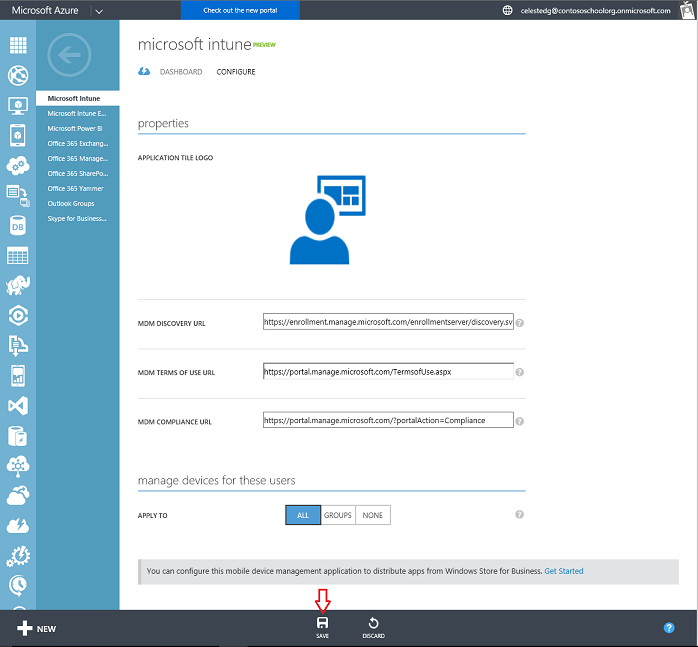 Microsoft Azure
Check out the new portal
celestedg@contososchoolorg.onmicrosoft.com
microsoft intune PREVIEW
DASHBOARD CONFIGURE
Microsoft Intune
Microsoft Intune E...
Microsoft Power BI
Office 365 Exchang...
Office 365 Manage...
Office 365 SharePo...
Office 365 Yammer
Outlook Groups
Skype for Business...
DB
properties
APPLICATION TILE LOGO
MDM DISCOVERY URL https://enrollment.manage.microsoft.com/enrollmentserver/discovery.sv ?
MDM TERMS OF USE URL https://portal.manage.microsoft.com/TermsofUse.aspx ?
MDM COMPLIANCE URL https://portal.manage.microsoft.com/?portalAction=Compliance ?
manage devices for these users
APPLY TO ALL GROUPS NONE ?
You can configure this mobile device management application to distribute apps from Windows Store for Business. Get Started
NEW
SAVE DISCARD ?